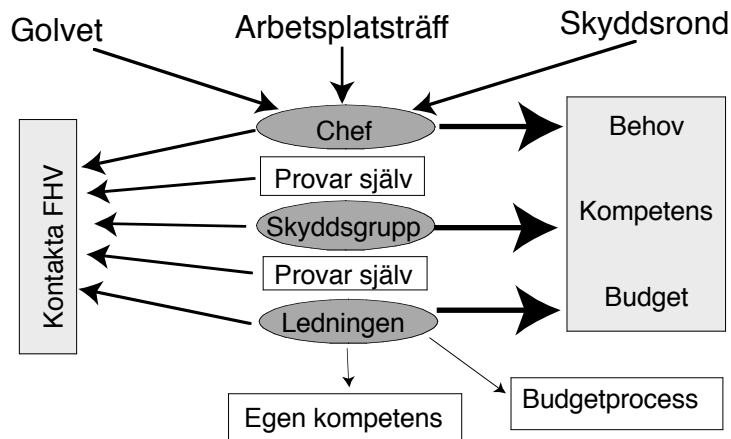 Golvet
Arbetsplatsträff
Skyddsrond
Chef
Behov
Provar själv
Kontakta FHV
Skyddsgrupp
Kompetens
Provar själv
Ledningen
Budget
Egen kompetens
Budgetprocess